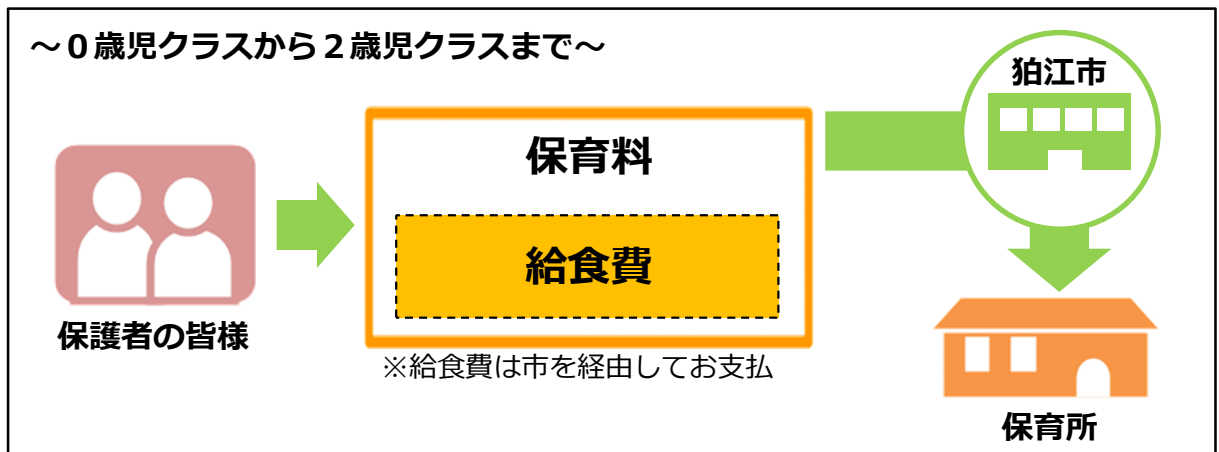 ～０歳児クラスから２歳児クラスまで～
狛江市
保育料
給食費
保護者の皆様
※給食費は市を経由してお支払
保育所